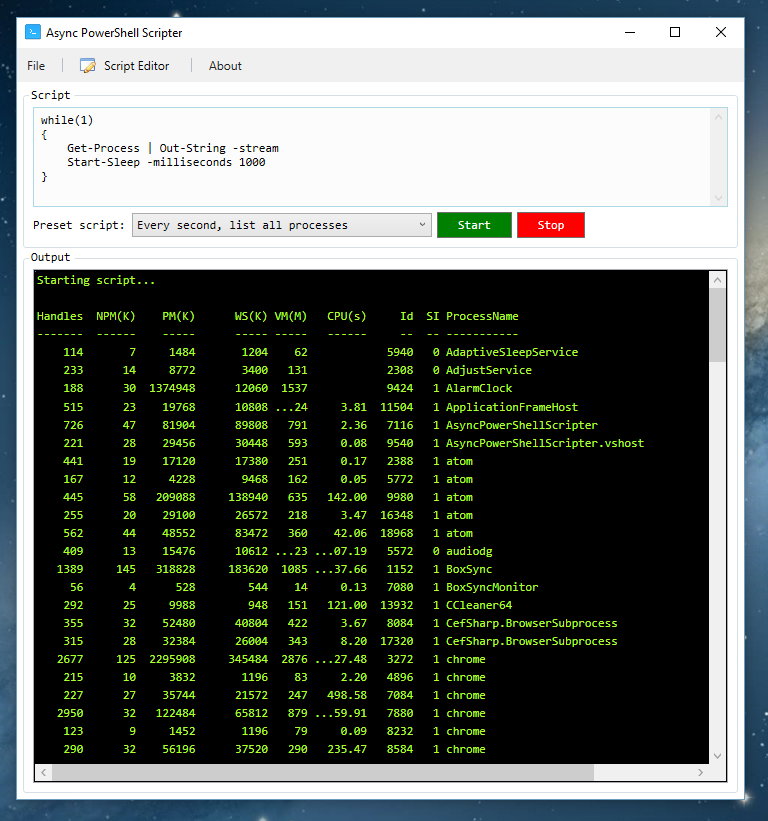 Async PowerShell Scripter
File Script Editor About
Script
while(1)
{
    Get-Process | Out-String -stream
    Start-Sleep -milliseconds 1000
}
Preset script: Every second, list all processes Start Stop
Output
Starting script...
Handles NPM(K) PM(K) WS(K) VM(M) CPU(s) Id SI ProcessName
------- ------ ----- ----- ----- ------ -- -- -----------
114 7 1484 1204 62 5940 0 AdaptiveSleepService
233 14 8772 3400 131 2308 0 AdjustService
188 30 1374948 12060 1537 9424 1 AlarmClock
515 23 19768 10808 ...24 3.81 11504 1 ApplicationFrameHost
726 47 81904 89808 791 2.36 7116 1 AsyncPowerShellScripter
221 28 29456 30448 593 0.08 9540 1 AsyncPowerShellScripter.vshost
441 19 17120 17380 251 0.17 2388 1 atom
167 12 4228 9468 162 0.05 5772 1 atom
445 58 209088 138940 635 142.00 9980 1 atom
255 20 29100 26572 218 3.47 16348 1 atom
562 44 48552 83472 360 42.06 18968 1 atom
409 13 15476 10612 ...23 ...07.19 5572 0 audiodg
1389 145 318828 183620 1085 ...37.66 1152 1 BoxSync
56 4 528 544 14 0.13 7080 1 BoxSyncMonitor
292 25 9988 948 151 121.00 13932 1 CCleaner64
355 32 52480 40804 422 3.67 8084 1 CefSharp.BrowserSubprocess
315 28 32384 26004 343 8.20 17320 1 CefSharp.BrowserSubprocess
2677 125 2295908 345484 2876 ...27.48 3272 1 chrome
215 10 3832 1196 83 2.20 4896 1 chrome
227 27 35744 21572 247 498.58 7084 1 chrome
2950 32 122484 65812 879 ...59.91 7880 1 chrome
123 9 1452 1196 79 0.09 8232 1 chrome
290 32 56196 37520 290 235.47 8584 1 chrome